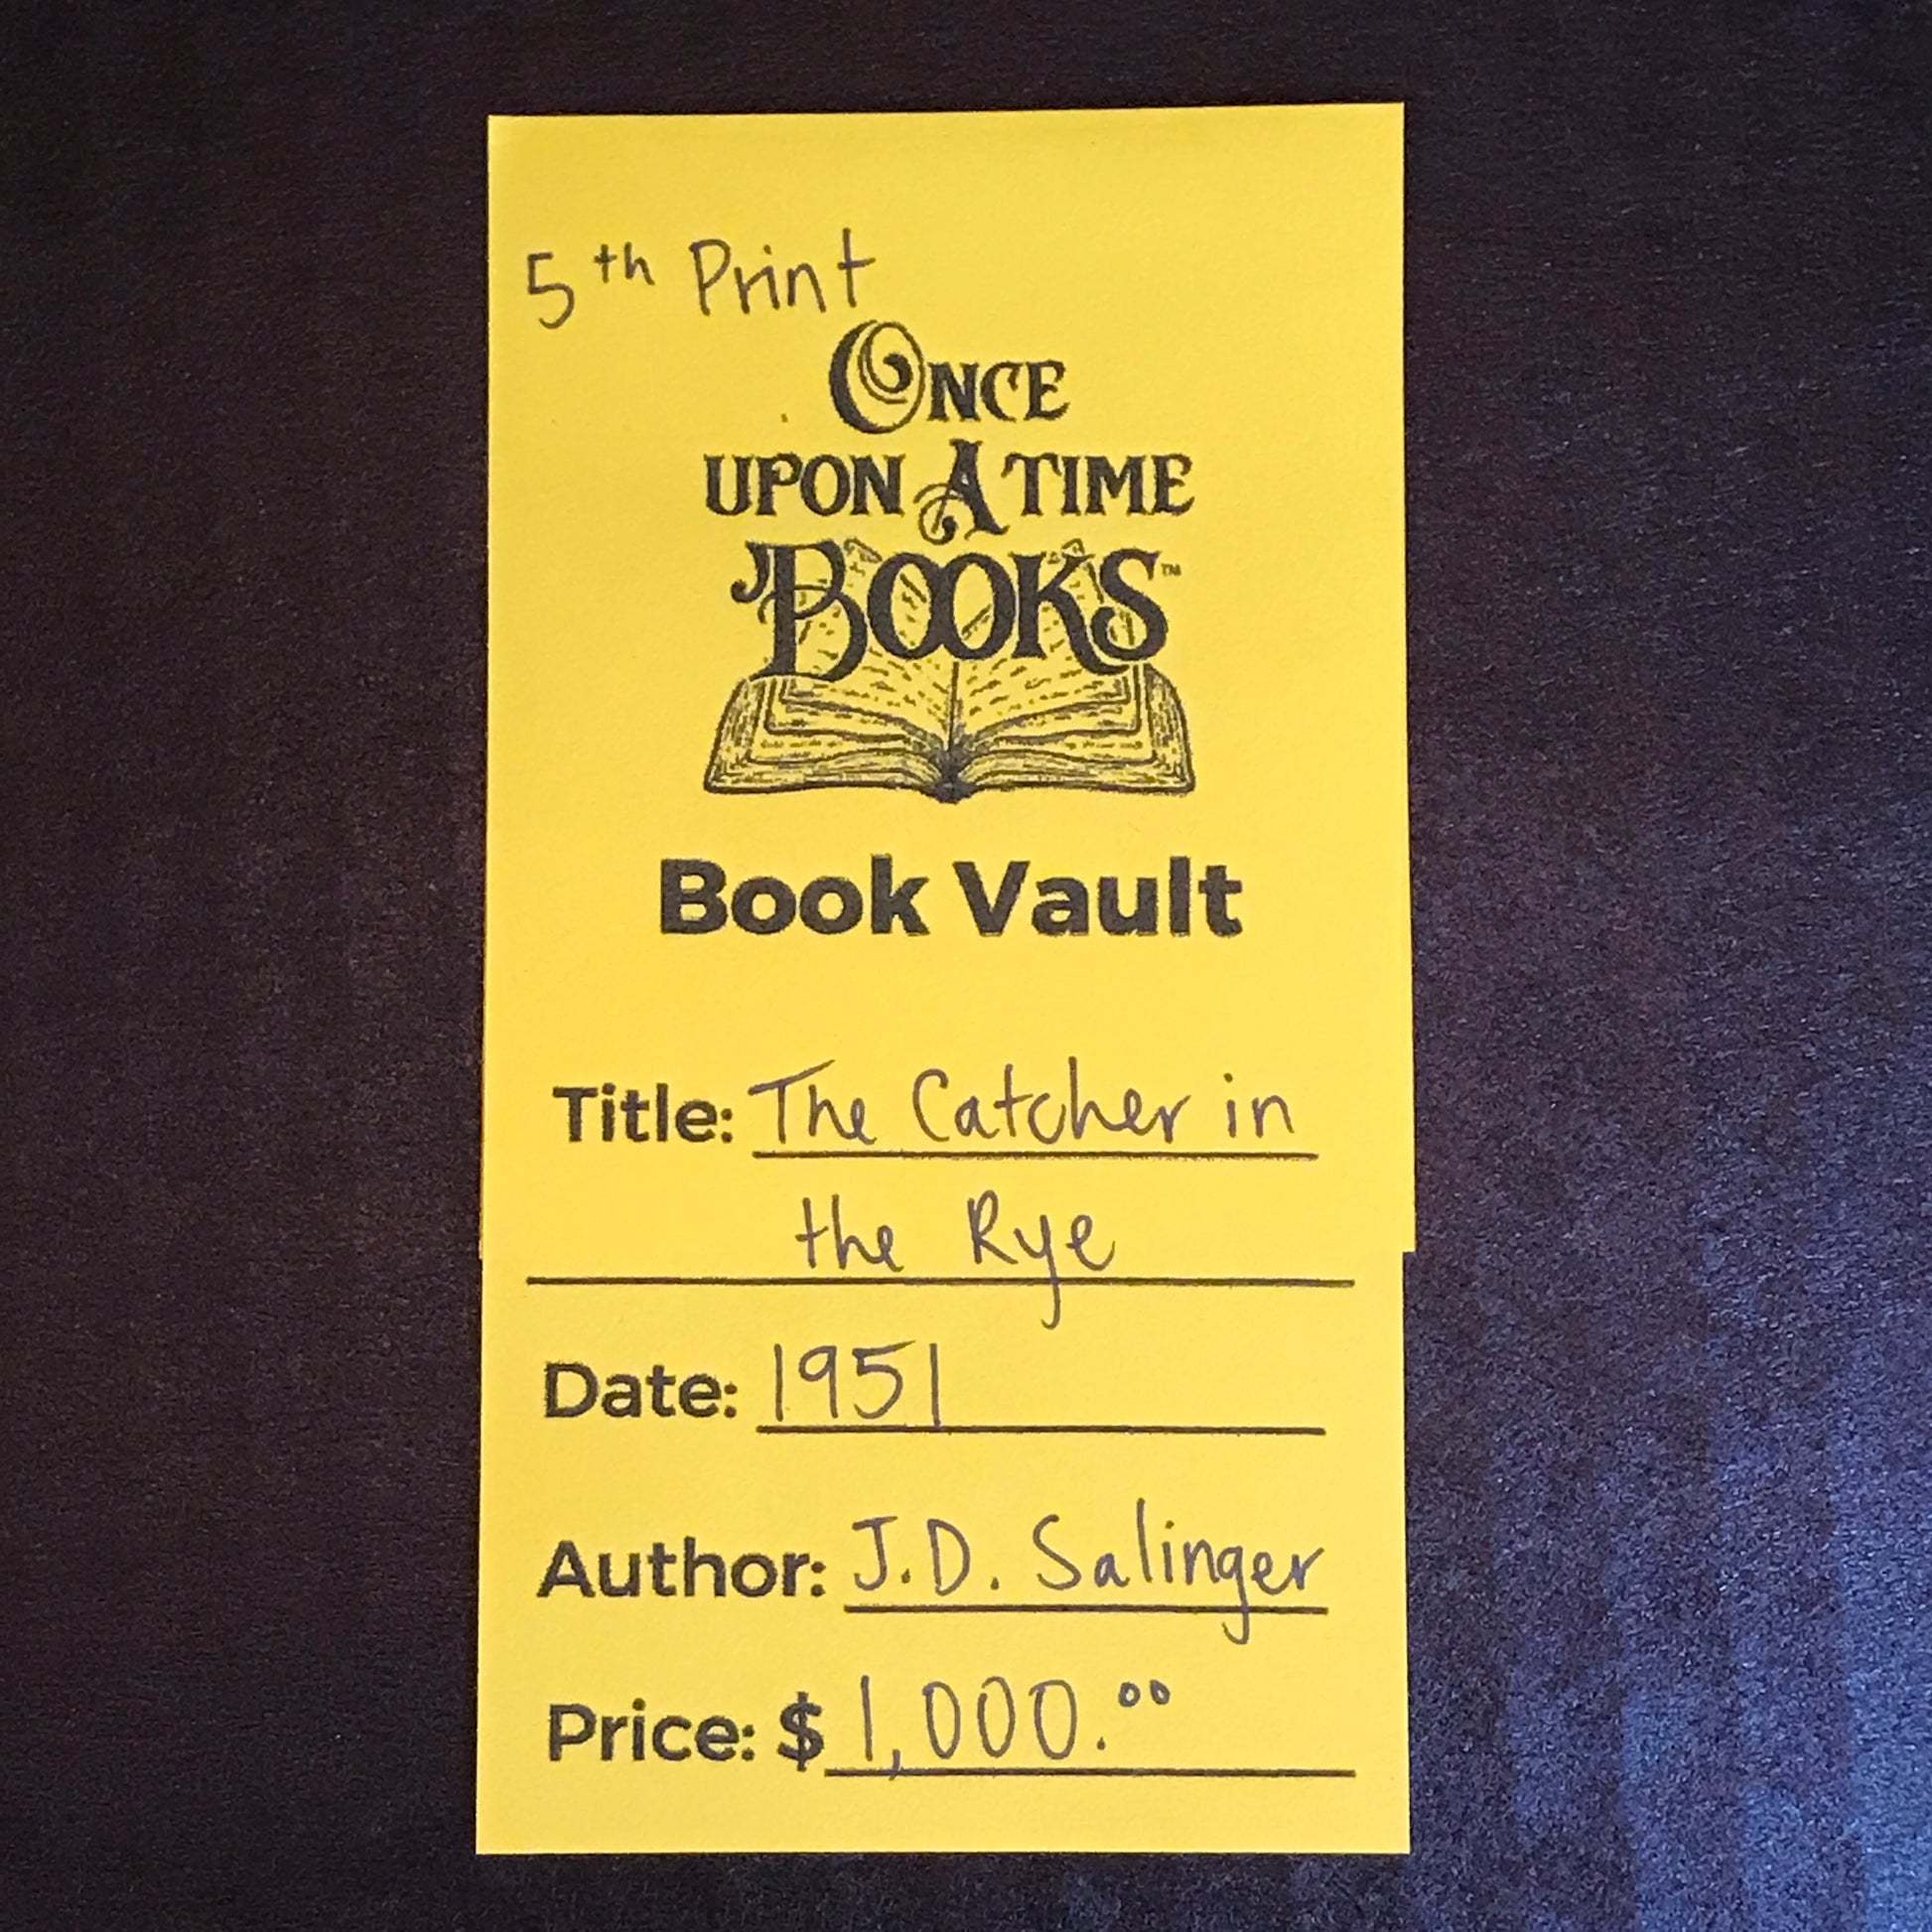 5th Print
ONCE
UPON A TIME
BOOKS™
Book Vault
Title: The Catcher in
the Rye
Date: 1951
Author: J.D. Salinger
Price: $ 1,000.00